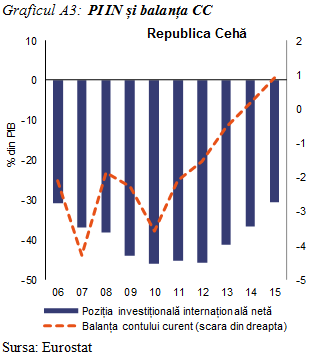 Graficul A3: PIIN și balanța CC
Republica Cehă
10
0
−10
−20
−30
−40
−50
% din PIB
2
1
0
-1
-2
-3
-4
-5
06 07 08 09 10 11 12 13 14 15
Poziția investițională internațională netă
Balanța contului curent (scara din dreapta)
Sursa: Eurostat